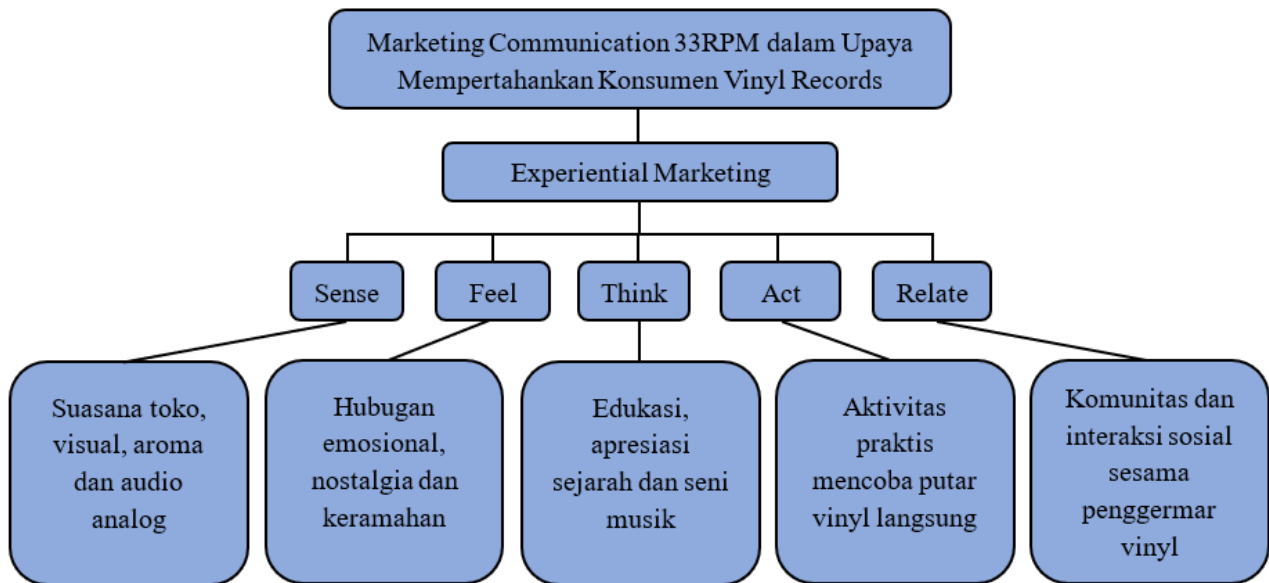 Marketing Communication 33RPM dalam Upaya
Mempertahankan Konsumen Vinyl Records
Experiential Marketing
Sense
Feel
Think
Act
Relate
Suasana toko,
visual, aroma
dan audio
analog
Hubugan
emosional,
nostalgia dan
keramahan
Edukasi,
apresiasi
sejarah dan seni
musik
Aktivitas
praktis
mencoba putar
vinyl langsung
Komunitas dan
interaksi sosial
sesama
penggermar
vinyl